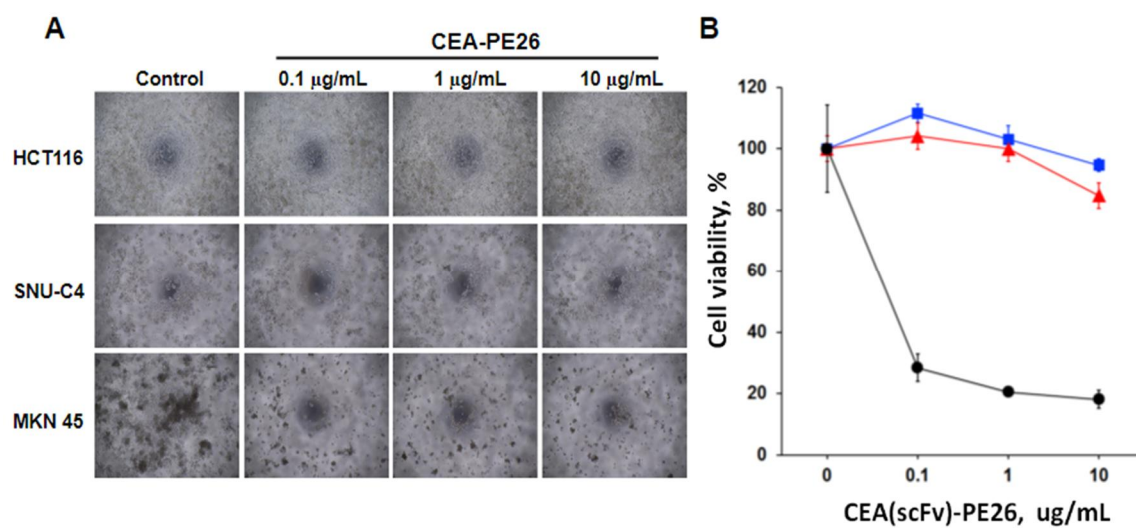 A
CEA-PE26
Control
0.1 µg/mL
1 µg/mL
10 µg/mL
HCT116
SNU-C4
MKN 45
B
120
100
80
60
40
20
0
Cell viability, %
0
0.1
1
10
CEA(scFv)-PE26, ug/mL